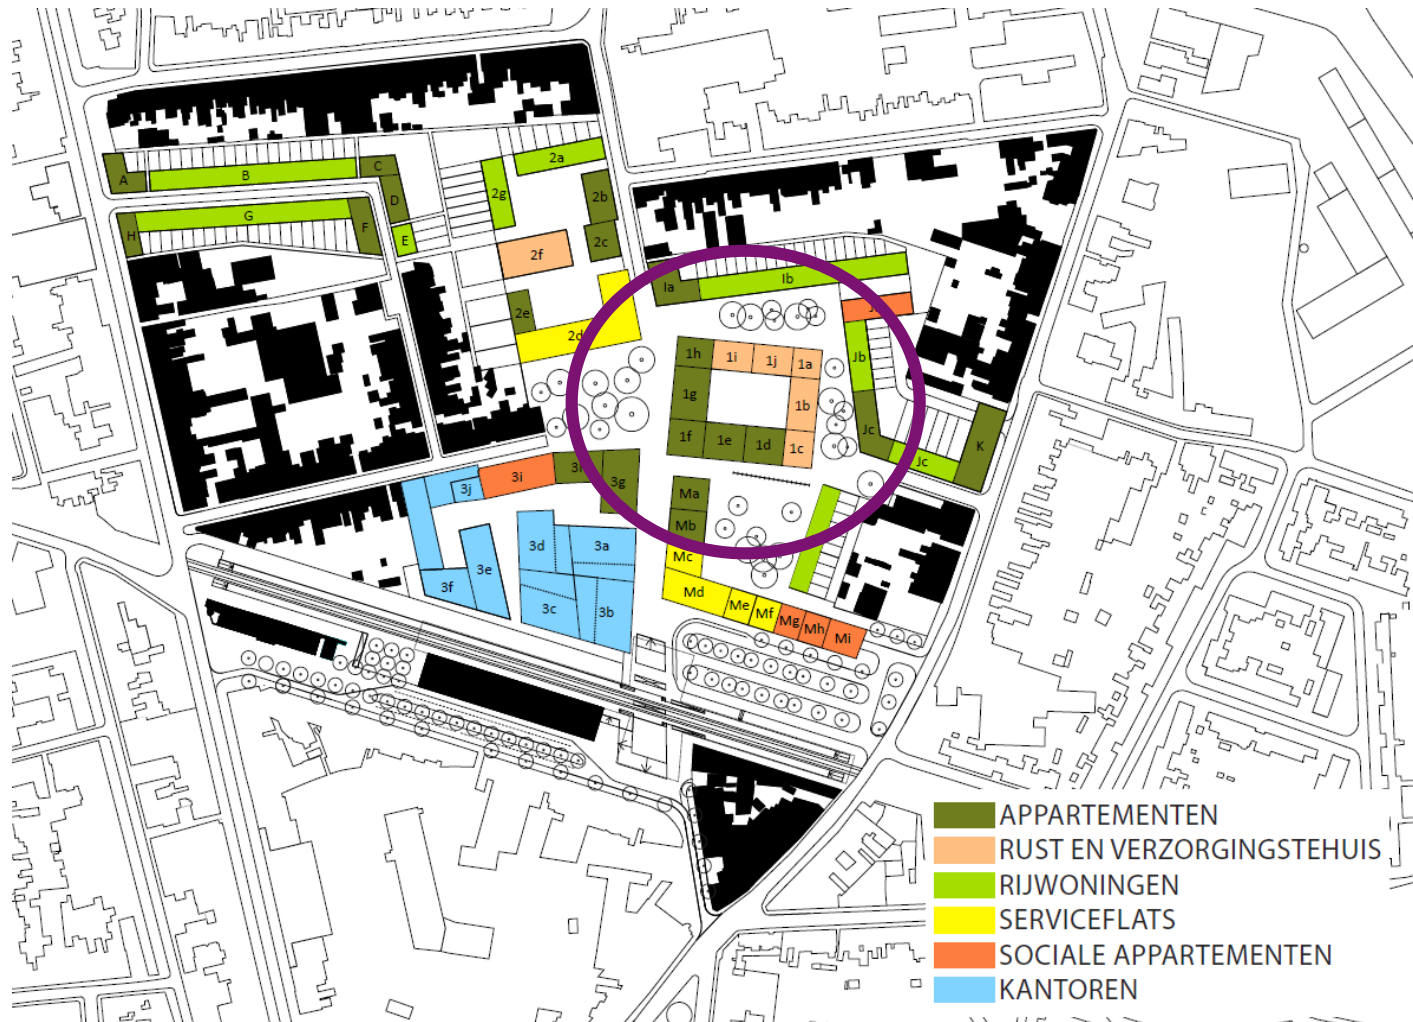 2a
C
A
B
2g
D
2b
G
H
F
E
2c
2f
Ia
Ib
2e
2d
1h
1i
1j
1a
Jb
1g
1b
1f
1e
1d
1c
Jc
K
Jc
3i
3g
3j
Ma
Mb
3d
3a
Mc
3e
3f
Md
3c
3b
Me
Mf
Mg
Mh
Mi
APPARTEMENTEN
RUST EN VERZORGINGSTEHUIS
RIJWONINGEN
SERVICEFLATS
SOCIALE APPARTEMENTEN
KANTOREN